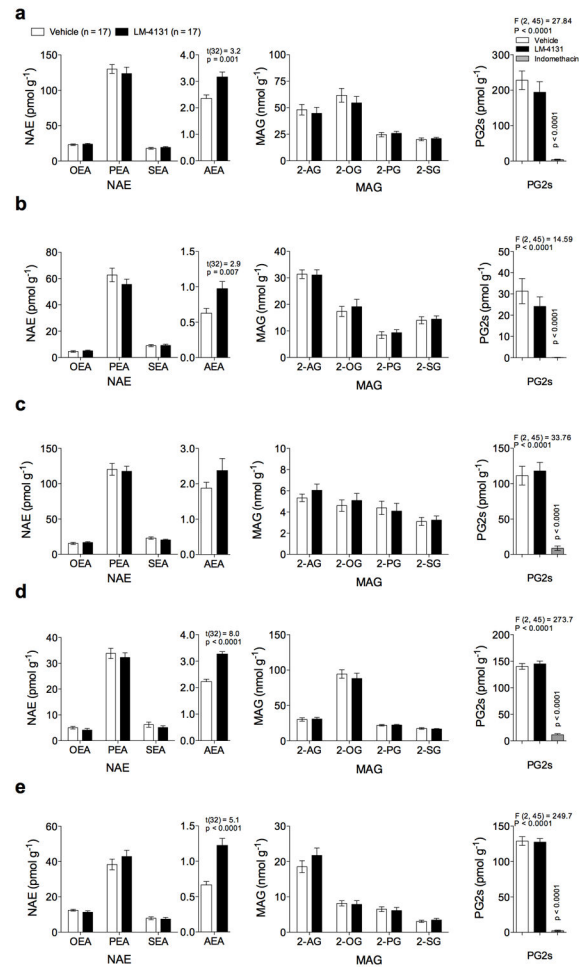 a
Vehicle (n = 17) LM-4131 (n = 17)
NAE (pmol g-1)
150
100
50
0
OEA PEA SEA
NAE
t(32) = 3.2
p = 0.001
4.0
3.0
2.0
1.0
0.0
AEA
MAG (nmol g-1)
100
50
0
2-AG 2-OG 2-PG 2-SG
MAG
F (2, 45) = 27.84
P < 0.0001
Vehicle
LM-4131
Indomethacin
PG2s (pmol g-1)
300
200
100
0
p < 0.0001
PG2s
b
NAE (pmol g-1)
80
60
40
20
0
OEA PEA SEA
NAE
t(32) = 2.9
p = 0.007
1.5
1.0
0.5
0.0
AEA
MAG (nmol g-1)
40
30
20
10
0
2-AG 2-OG 2-PG 2-SG
MAG
F (2, 45) = 14.59
P < 0.0001
PG2s (pmol g-1)
50
40
30
20
10
0
p < 0.0001
PG2s
c
NAE (pmol g-1)
200
150
100
50
0
OEA PEA SEA
NAE
3.0
2.0
1.0
0.0
AEA
MAG (nmol g-1)
10
8
6
4
2
0
2-AG 2-OG 2-PG 2-SG
MAG
F (2, 45) = 33.76
P < 0.0001
PG2s (pmol g-1)
150
100
50
0
p < 0.0001
PG2s
d
NAE (pmol g-1)
40
30
20
10
0
OEA PEA SEA
NAE
t(32) = 8.0
p < 0.0001
4.0
3.0
2.0
1.0
0.0
AEA
MAG (nmol g-1)
150
100
50
0
2-AG 2-OG 2-PG 2-SG
MAG
F (2, 45) = 273.7
P < 0.0001
PG2s (pmol g-1)
200
150
100
50
0
p < 0.0001
PG2s
e
NAE (pmol g-1)
60
40
20
0
OEA PEA SEA
NAE
t(32) = 5.1
p < 0.0001
1.5
1.0
0.5
0.0
AEA
MAG (nmol g-1)
30
20
10
0
2-AG 2-OG 2-PG 2-SG
MAG
F (2, 45) = 249.7
P < 0.0001
PG2s (pmol g-1)
150
100
50
0
p < 0.0001
PG2s